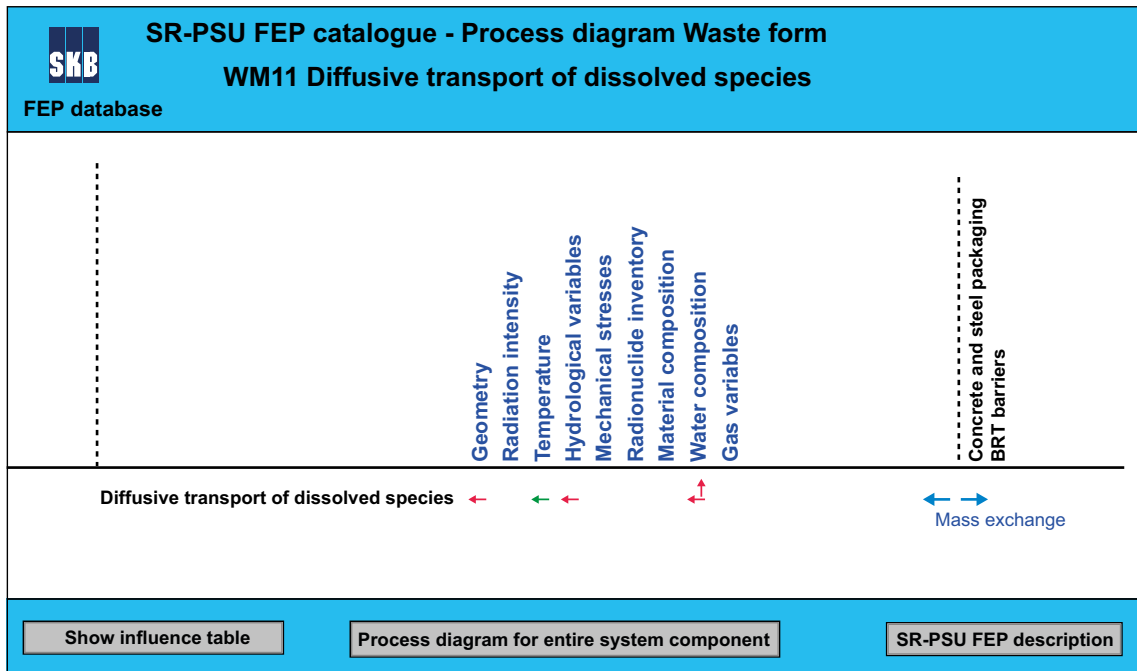 SR-PSU FEP catalogue - Process diagram Waste form
WM11 Diffusive transport of dissolved species
SKB
FEP database
Geometry
Radiation intensity
Temperature
Hydrological variables
Mechanical stresses
Radionuclide inventory
Material composition
Water composition
Gas variables
Concrete and steel packaging
BRT barriers
Diffusive transport of dissolved species
Mass exchange
Show influence table
Process diagram for entire system component
SR-PSU FEP description